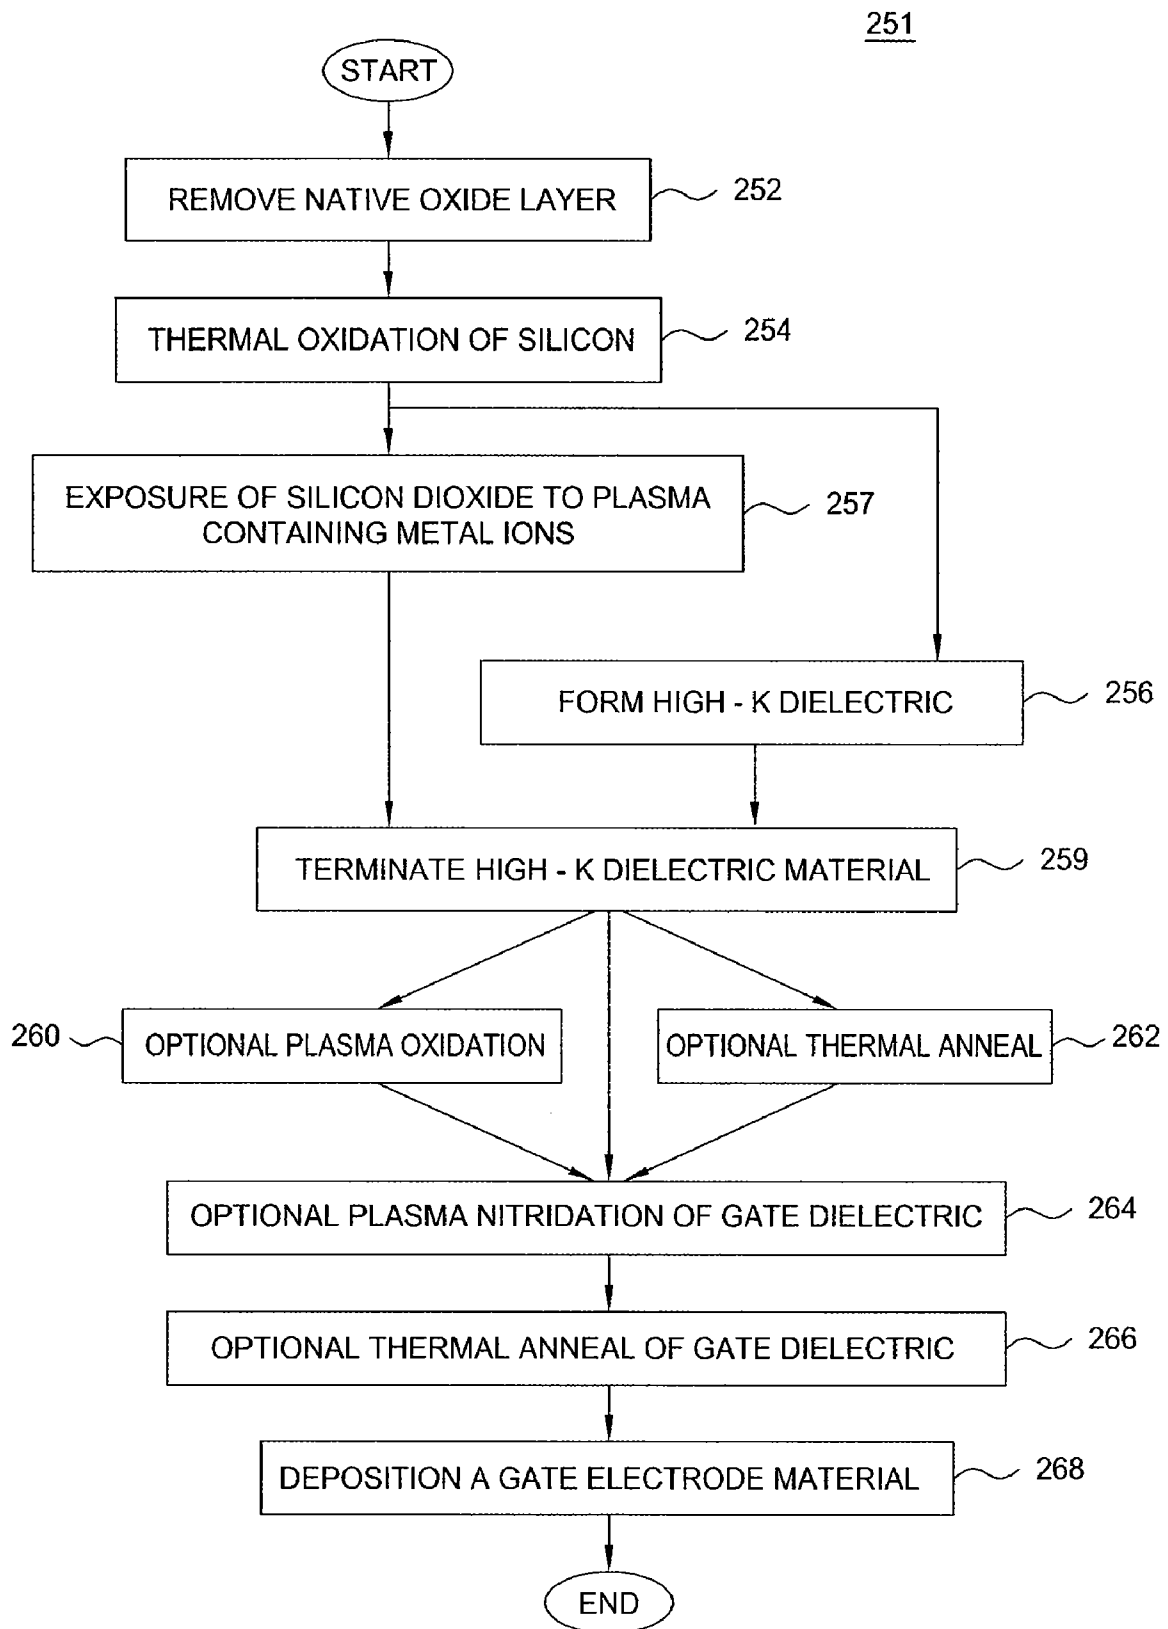 251
START
REMOVE NATIVE OXIDE LAYER
252
THERMAL OXIDATION OF SILICON
254
EXPOSURE OF SILICON DIOXIDE TO PLASMA
CONTAINING METAL IONS
257
FORM HIGH - K DIELECTRIC
256
TERMINATE HIGH - K DIELECTRIC MATERIAL
259
260
OPTIONAL PLASMA OXIDATION
OPTIONAL THERMAL ANNEAL
262
OPTIONAL PLASMA NITRIDATION OF GATE DIELECTRIC
264
OPTIONAL THERMAL ANNEAL OF GATE DIELECTRIC
266
DEPOSITION A GATE ELECTRODE MATERIAL
268
END